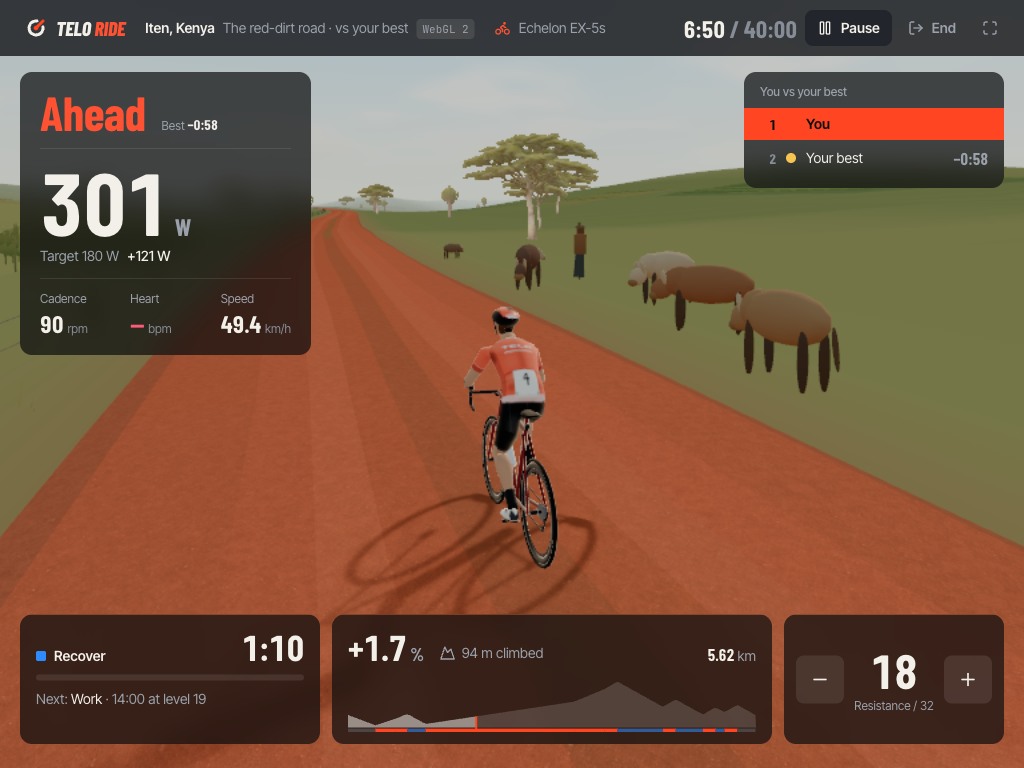 TELO RIDE Iten, Kenya The red-dirt road · vs your best WebGL 2 Echelon EX-5s 6:50 / 40:00 Pause End
Ahead Best −0:58
301 W
Target 180 W +121 W
Cadence Heart Speed
90 rpm — bpm 49.4 km/h
You vs your best
1 You
2 Your best −0:58
4
Recover 1:10
Next: Work · 14:00 at level 19
+1.7 % 94 m climbed 5.62 km
− 18 +
Resistance / 32